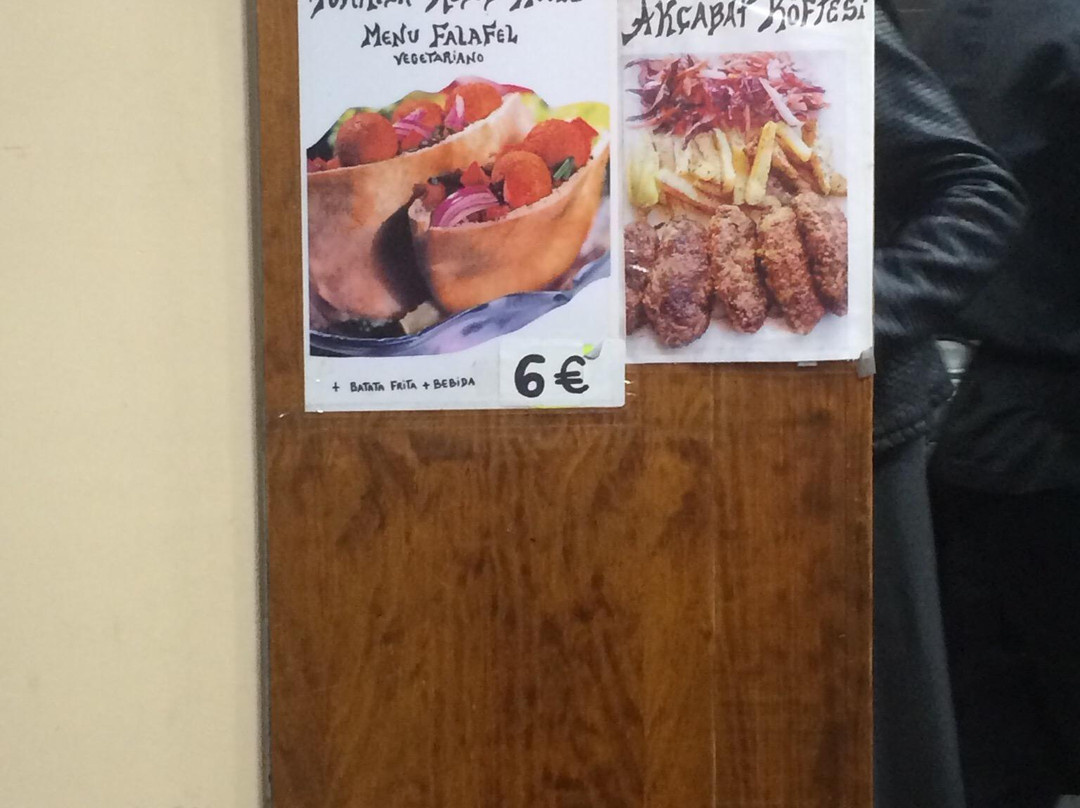 MENU FALAFEL
VEGETARIANO
+ BATATA FRITA + BEBIDA
6 €
AKÇABAT KÖFTESİ